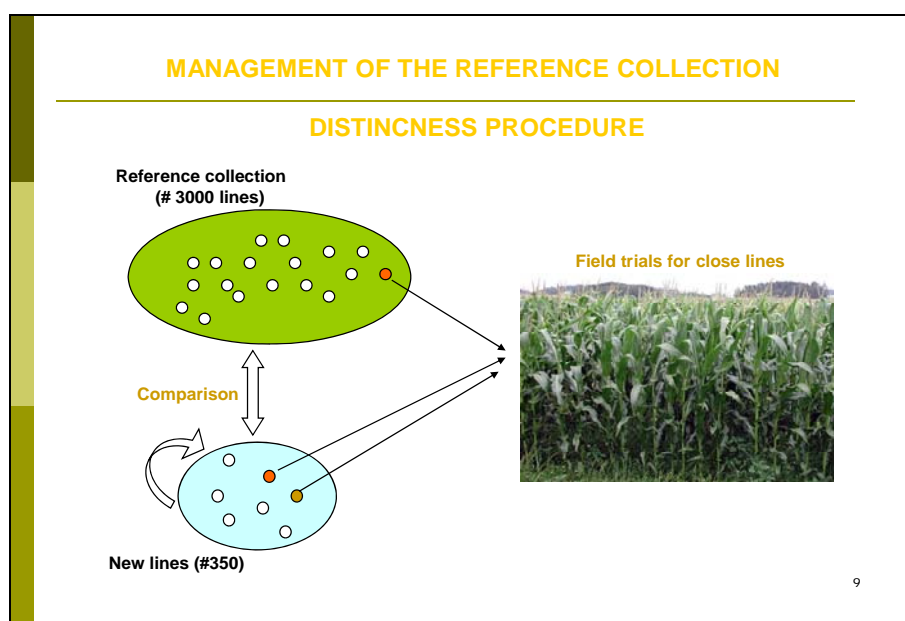 MANAGEMENT OF THE REFERENCE COLLECTION
DISTINCNESS PROCEDURE
Reference collection
(# 3000 lines)
Field trials for close lines
Comparison
New lines (#350)
9